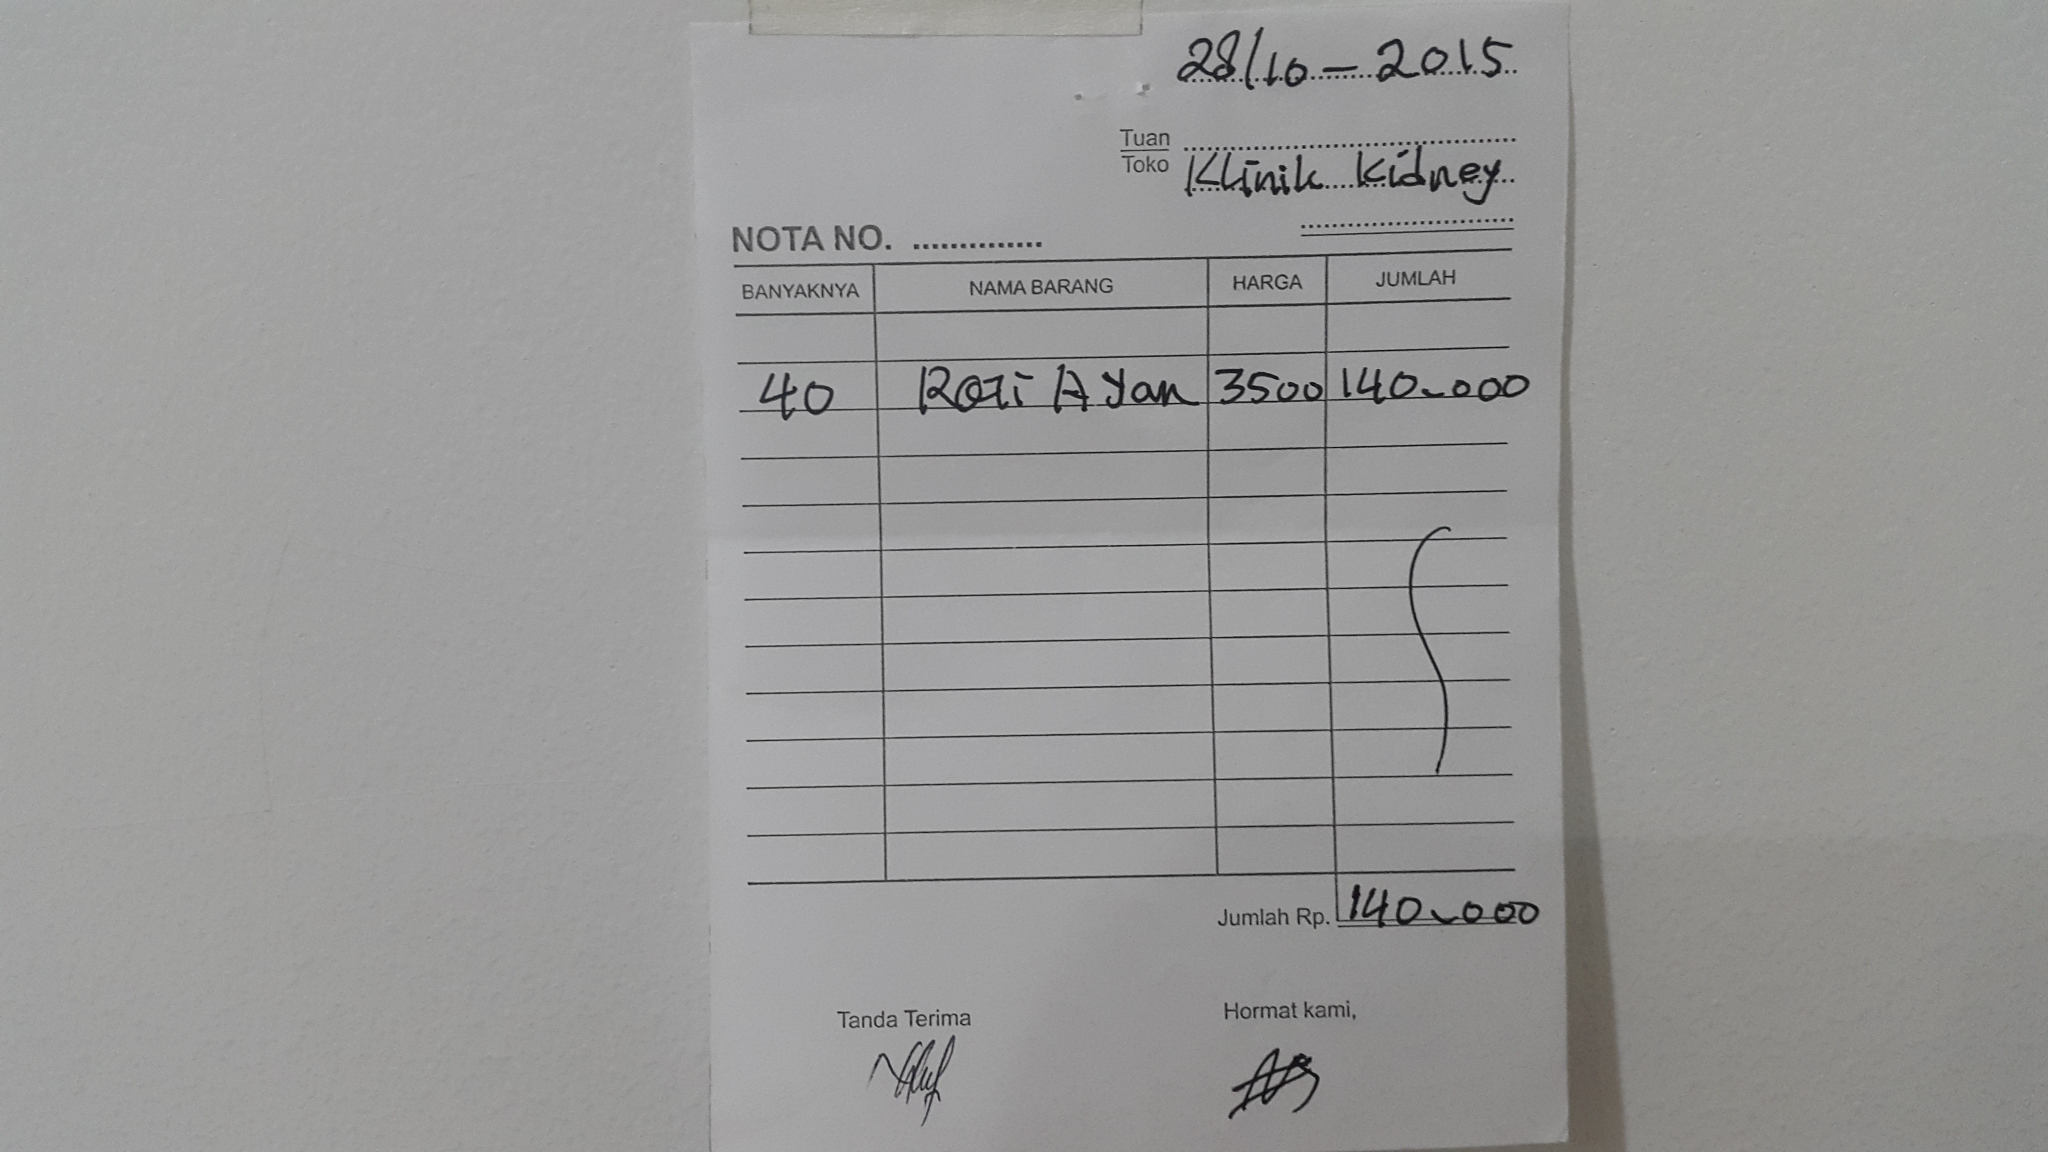 28/10-2015
Tuan
Toko Klinik Kidney
NOTA NO. ...............
BANYAKNYA NAMA BARANG HARGA JUMLAH
40 Roti Ayan 3500 140.000
Jumlah Rp. 140.000
Tanda Terima Hormat kami,